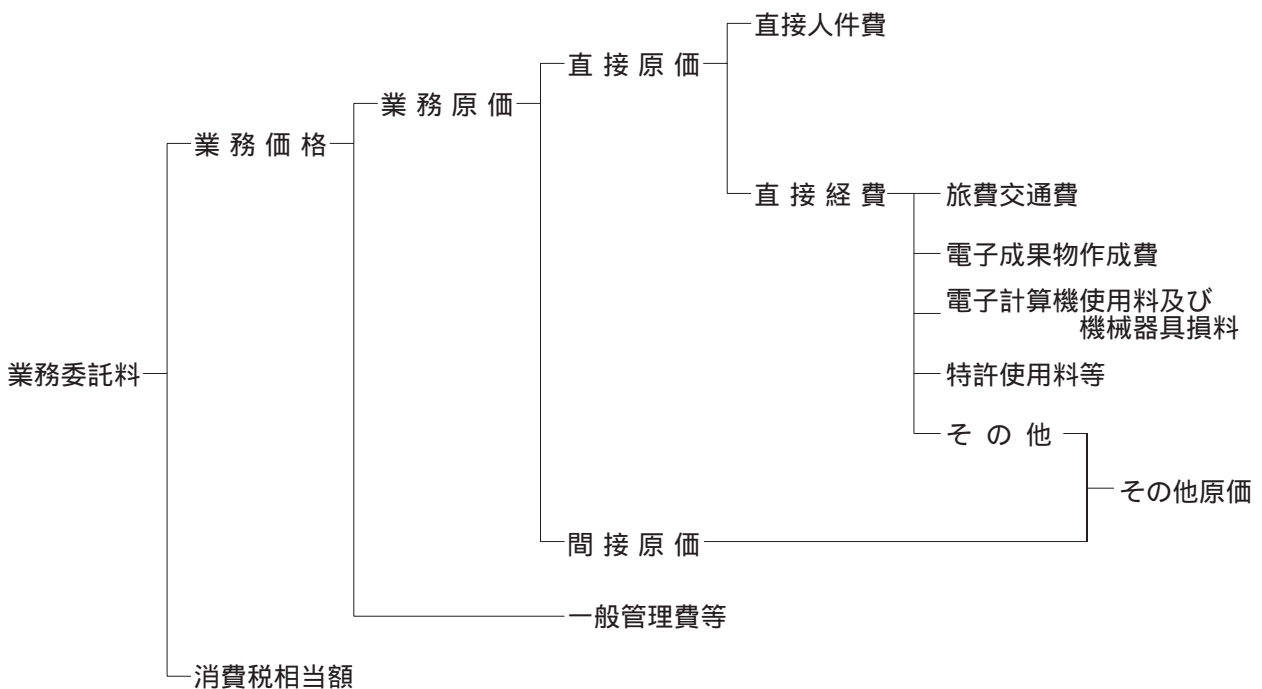 直接人件費
直接原価
業務原価
業務価格
直接経費
旅費交通費
電子成果物作成費
電子計算機使用料及び
機械器具損料
業務委託料
特許使用料等
その他
その他原価
間接原価
一般管理費等
消費税相当額